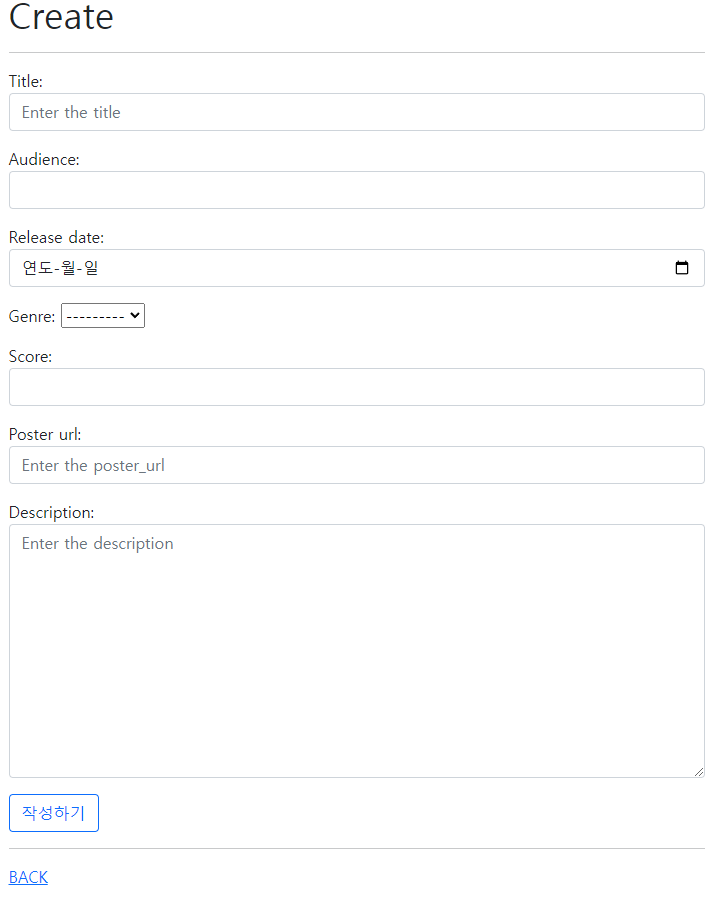 Create
Title:
Enter the title
Audience:
Release date:
연도-월-일
Genre: ---------
Score:
Poster url:
Enter the poster_url
Description:
Enter the description
작성하기
BACK